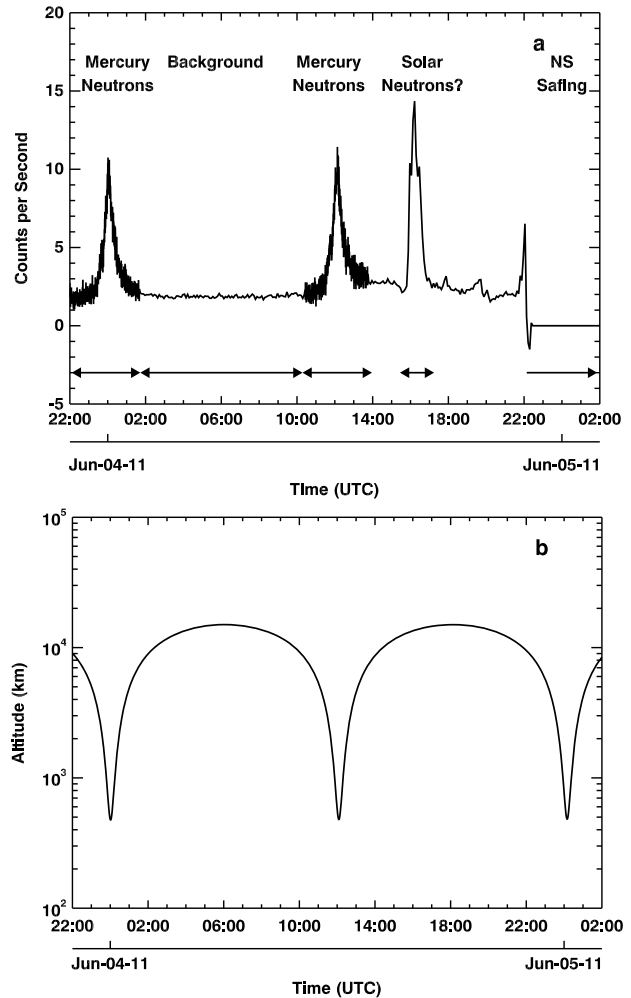 20
15
10
5
0
-5
Counts per Second
a
Mercury Background Mercury Solar NS
Neutrons Neutrons Neutrons? Safing
22:00 02:00 06:00 10:00 14:00 18:00 22:00 02:00
Jun-04-11 Jun-05-11
Time (UTC)
10^5
10^4
10^3
10^2
Altitude (km)
b
22:00 02:00 06:00 10:00 14:00 18:00 22:00 02:00
Jun-04-11 Jun-05-11
Time (UTC)